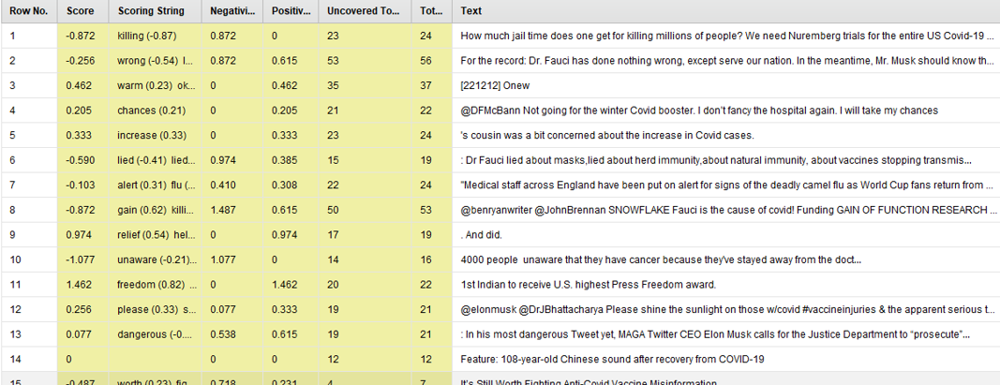 Row No. Score Scoring String Negativi... Positiv... Uncovered To... Tot... Text
1 -0.872 killing (-0.87) 0.872 0 23 24 How much jail time does one get for killing millions of people? We need Nuremberg trials for the entire US Covid-19 ...
2 -0.256 wrong (-0.54) l... 0.872 0.615 53 56 For the record: Dr. Fauci has done nothing wrong, except serve our nation. In the meantime, Mr. Musk should know th...
3 0.462 warm (0.23) ok... 0 0.462 35 37 [221212] Onew
4 0.205 chances (0.21) 0 0.205 21 22 @DFMcBann Not going for the winter Covid booster. I don't fancy the hospital again. I will take my chances
5 0.333 increase (0.33) 0 0.333 23 24 's cousin was a bit concerned about the increase in Covid cases.
6 -0.590 lied (-0.41) lied... 0.974 0.385 15 19 : Dr Fauci lied about masks,lied about herd immunity,about natural immunity, about vaccines stopping transmis...
7 -0.103 alert (0.31) flu (... 0.410 0.308 22 24 "Medical staff across England have been put on alert for signs of the deadly camel flu as World Cup fans return from ...
8 -0.872 gain (0.62) killi... 1.487 0.615 50 53 @benryanwriter @JohnBrennan SNOWFLAKE Fauci is the cause of covid! Funding GAIN OF FUNCTION RESEARCH ...
9 0.974 relief (0.54) hel... 0 0.974 17 19 . And did.
10 -1.077 unaware (-0.21)... 1.077 0 14 16 4000 people unaware that they have cancer because they've stayed away from the doct...
11 1.462 freedom (0.82) ... 0 1.462 20 22 1st Indian to receive U.S. highest Press Freedom award.
12 0.256 please (0.33) s... 0.077 0.333 19 21 @elonmusk @DrJBhattacharya Please shine the sunlight on those w/covid #vaccineinjuries & the apparent serious t...
13 0.077 dangerous (-0.... 0.538 0.615 19 21 : In his most dangerous Tweet yet, MAGA Twitter CEO Elon Musk calls for the Justice Department to “prosecute”...
14 0 0 0 12 12 Feature: 108-year-old Chinese sound after recovery from COVID-19
15 -0.487 worth (0.23) fig... 0.718 0.231 4 7 It's Still Worth Fighting Anti-Covid Vaccine Misinformation